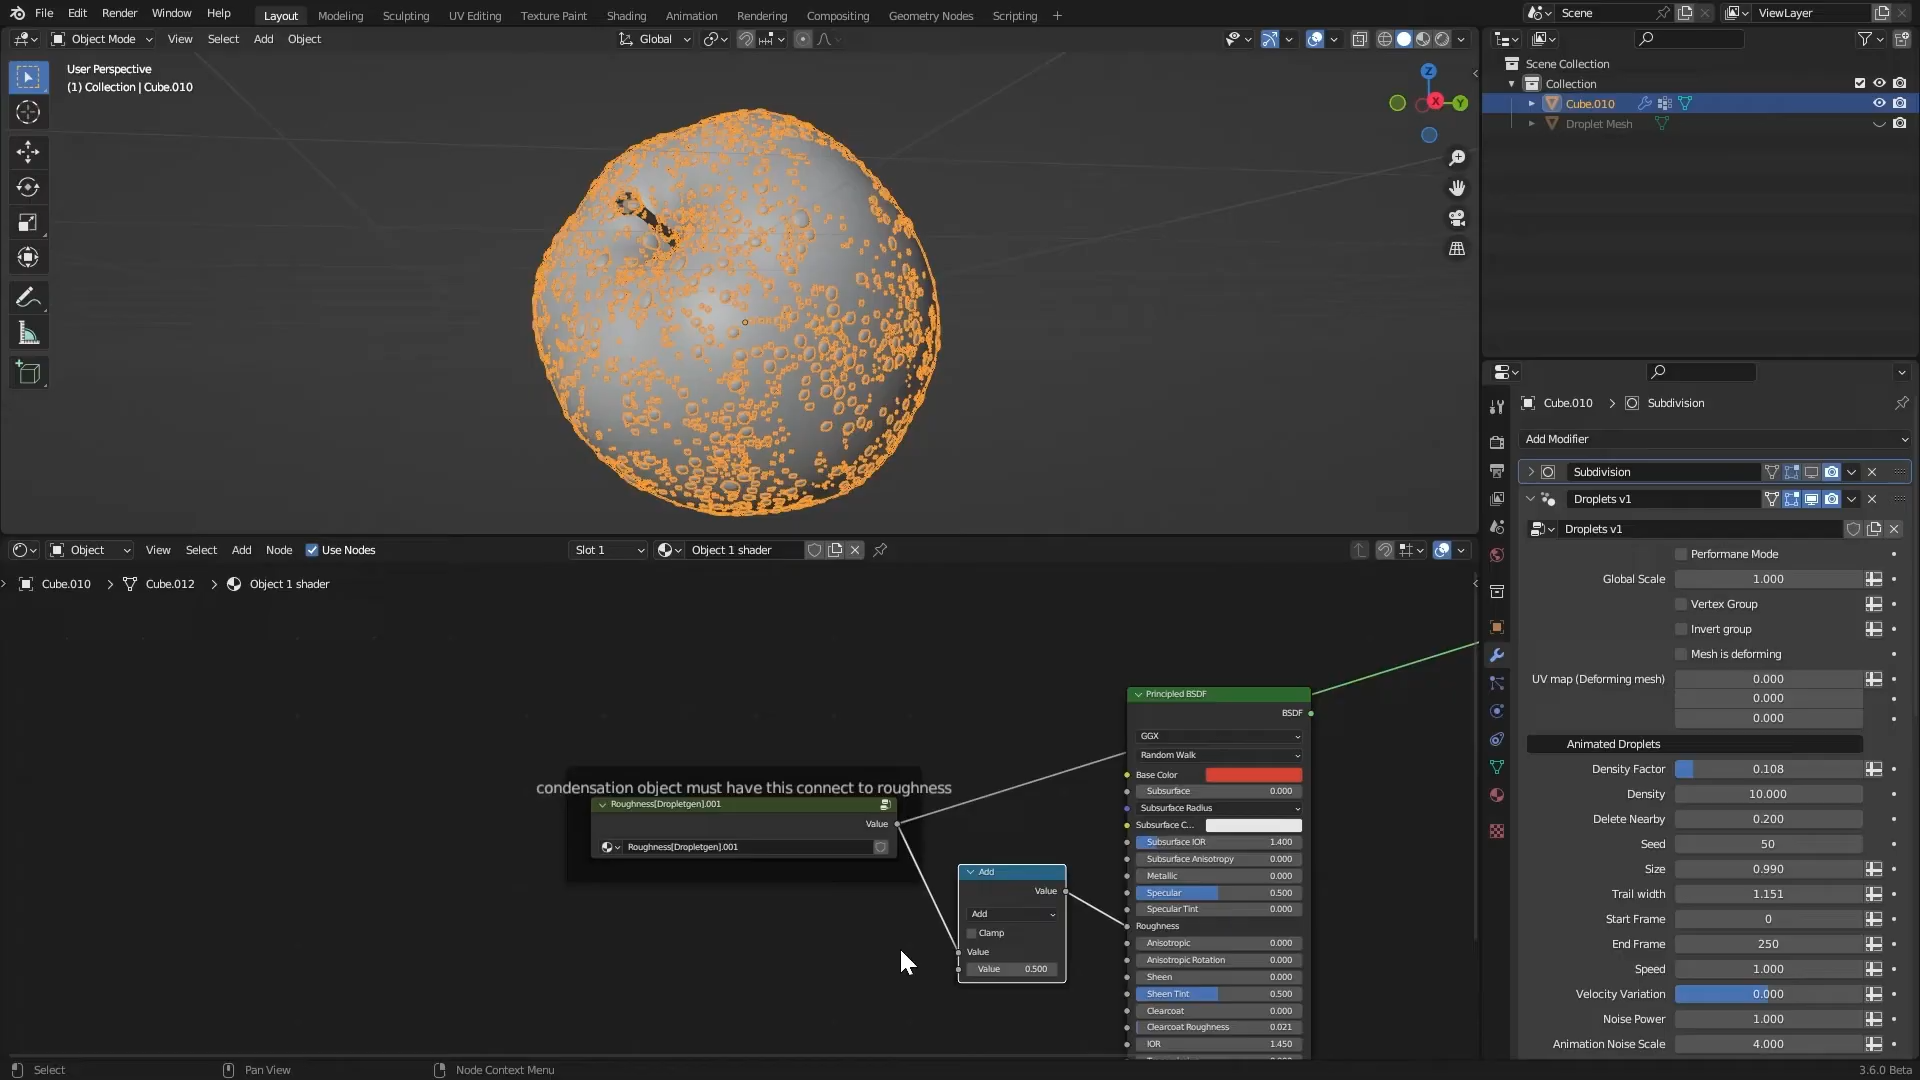 File Edit Render Window Help Layout Modeling Sculpting UV Editing Texture Paint Shading Animation Rendering Compositing Geometry Nodes Scripting + Scene ViewLayer
Object Mode View Select Add Object Global
User Perspective
(1) Collection | Cube.010
Z
X
Y
Scene Collection
Collection
Cube.010
Droplet Mesh
Cube.010 > Subdivision
Add Modifier
Subdivision
Droplets v1
Droplets v1
Performane Mode
Global Scale 1.000
Vertex Group
Invert group
Mesh is deforming
UV map (Deforming mesh) 0.000
0.000
0.000
Animated Droplets
Density Factor 0.108
Density 10.000
Delete Nearby 0.200
Seed 50
Size 0.990
Trail width 1.151
Start Frame 0
End Frame 250
Speed 1.000
Velocity Variation 0.000
Noise Power 1.000
Animation Noise Scale 4.000
Object View Select Add Node Use Nodes Slot 1 Object 1 shader
Cube.010 > Cube.012 > Object 1 shader
condensation object must have this connect to roughness
Roughness[Dropletgen].001
Value
Roughness[Dropletgen].001
Add
Value
Add
Clamp
Value
Value 0.500
Principled BSDF
BSDF
GGX
Random Walk
Base Color
Subsurface 0.000
Subsurface Radius
Subsurface C...
Subsurface IOR 1.400
Subsurface Anisotropy 0.000
Metallic 0.000
Specular 0.500
Specular Tint 0.000
Roughness
Anisotropic 0.000
Anisotropic Rotation 0.000
Sheen 0.000
Sheen Tint 0.500
Clearcoat 0.000
Clearcoat Roughness 0.021
IOR 1.450
Select Pan View Node Context Menu 3.6.0 Beta